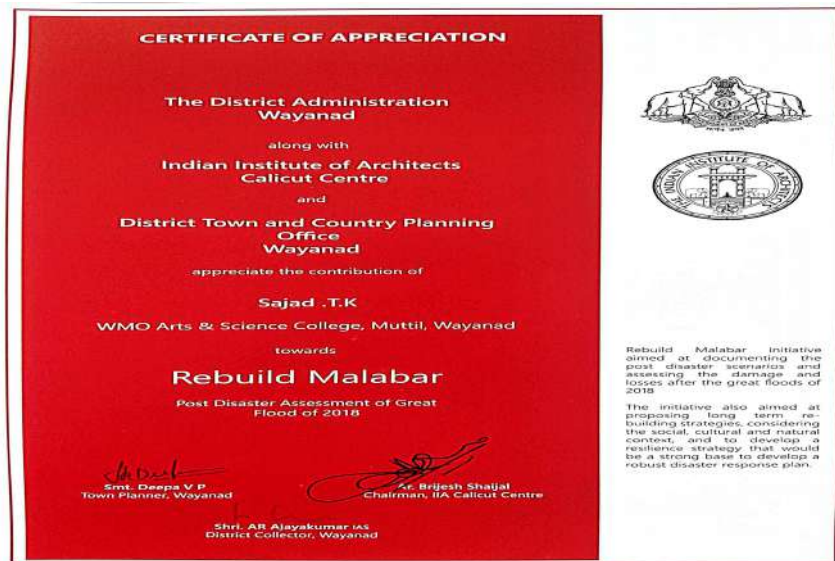 CERTIFICATE OF APPRECIATION
The District Administration
Wayanad
along with
Indian Institute of Architects
Calicut Centre
and
District Town and Country Planning
Office
Wayanad
appreciate the contribution of
Sajad .T.K
WMO Arts & Science College, Muttil, Wayanad
towards
Rebuild Malabar
Post Disaster Assessment of Great
Flood of 2018
Smt. Deepa V P
Town Planner, Wayanad
Ar. Brijesh Shaijal
Chairman, IIA Calicut Centre
Shri. AR Ajayakumar IAS
District Collector, Wayanad
THE INDIAN INSTITUTE OF ARCHITECTS
Rebuild Malabar Initiative
aimed at documenting the
post disaster scenarios and
assessing the damage and
losses after the great floods of
2018
The initiative also aimed at
proposing long term re-
building strategies, considering
the social, cultural and natural
context, and to develop a
resilience strategy that would
be a strong base to develop a
robust disaster response plan.